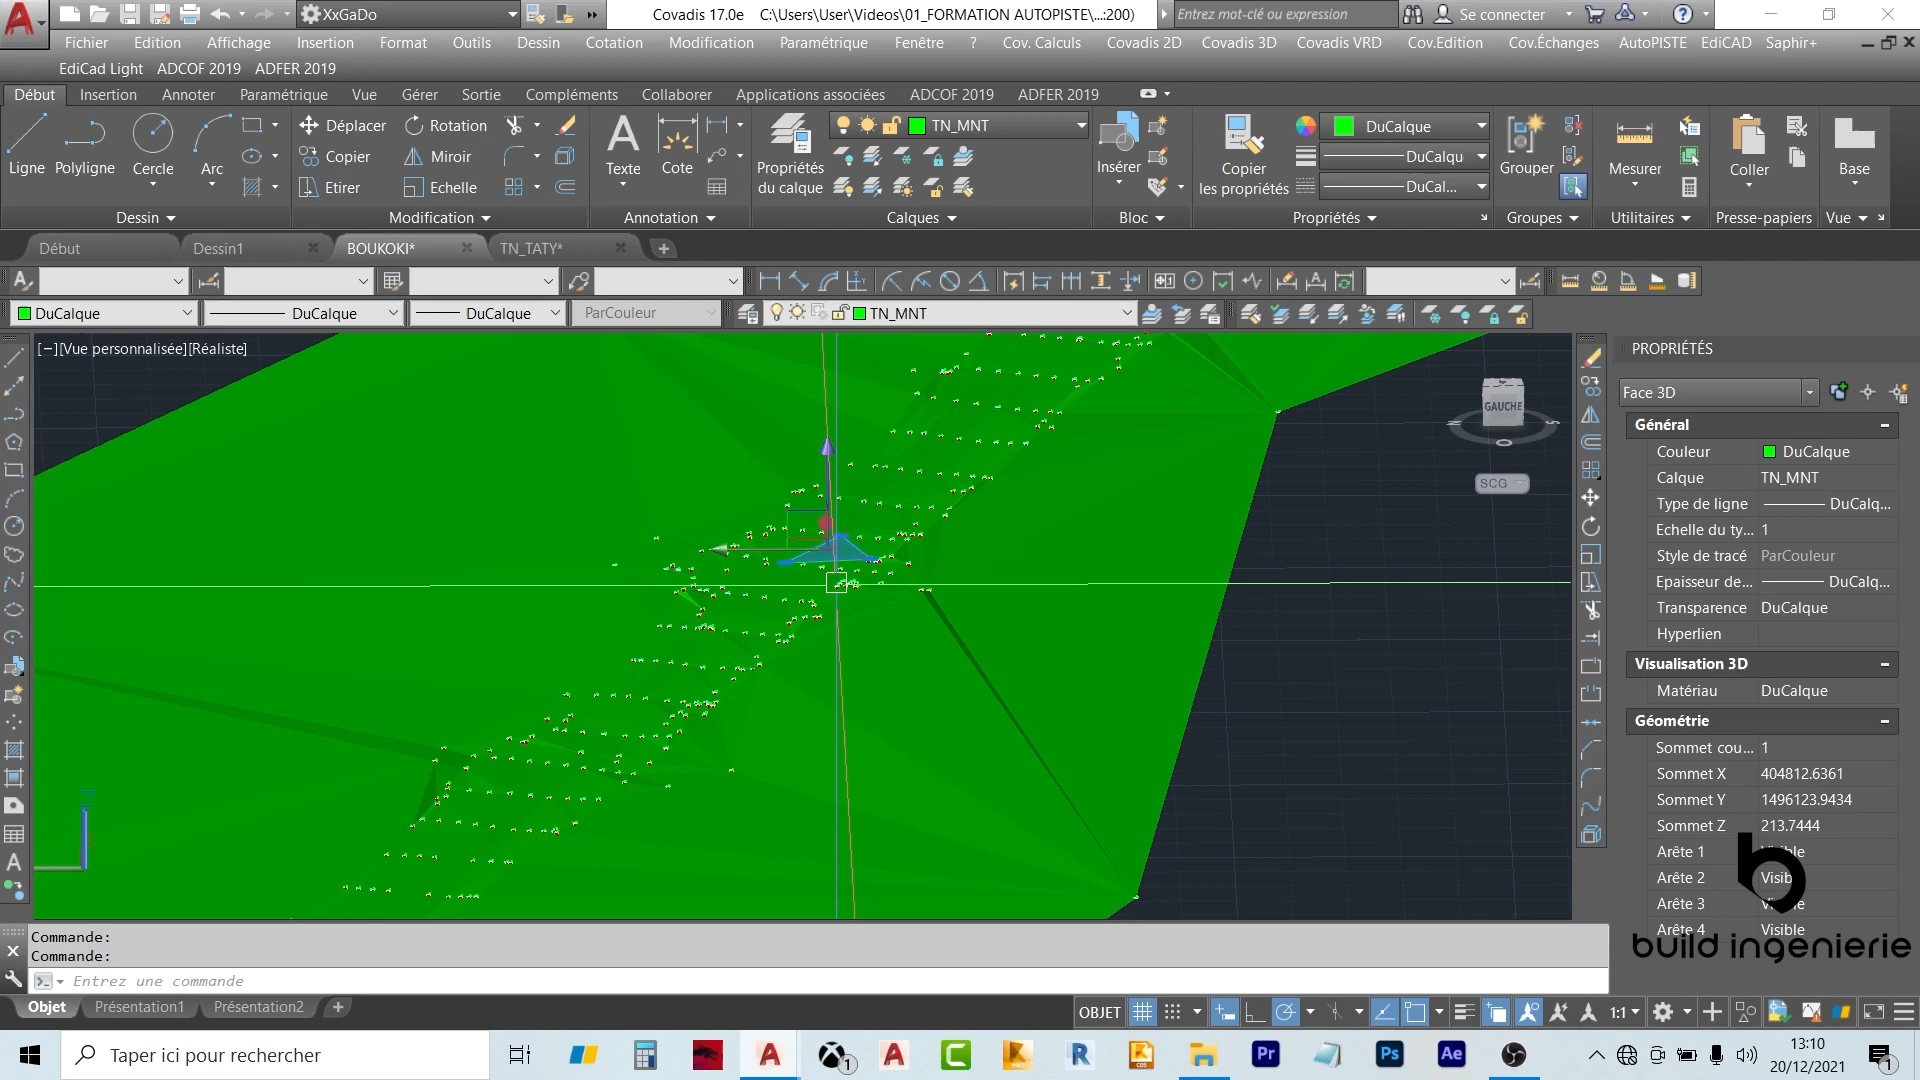 XxGaDo
Covadis 17.0e C:\Users\User\Videos\01_FORMATION AUTOPISTE\...:200)
Entrez mot-clé ou expression
Se connecter
Fichier Edition Affichage Insertion Format Outils Dessin Cotation Modification Paramétrique Fenêtre ? Cov. Calculs Covadis 2D Covadis 3D Covadis VRD Cov.Edition Cov.Échanges AutoPISTE EdiCAD Saphir+
EdiCad Light ADCOF 2019 ADFER 2019
Début Insertion Annoter Paramétrique Vue Gérer Sortie Compléments Collaborer Applications associées ADCOF 2019 ADFER 2019
Déplacer Rotation TN_MNT DuCalque
Copier Miroir DuCalqu
Ligne Polyligne Cercle Arc Texte Cote Propriétés du calque Insérer Copier les propriétés Grouper Mesurer Coller Base
Etirer Echelle DuCal...
Dessin Modification Annotation Calques Bloc Propriétés Groupes Utilitaires Presse-papiers Vue
Début Dessin1 BOUKOKI* TN_TATY*
DuCalque DuCalque DuCalque ParCouleur TN_MNT
[−][Vue personnalisée][Réaliste]
GAUCHE
SCG
PROPRIÉTÉS
Face 3D
Général
Couleur DuCalque
Calque TN_MNT
Type de ligne DuCalq...
Echelle du ty... 1
Style de tracé ParCouleur
Epaisseur de... DuCalq...
Transparence DuCalque
Hyperlien
Visualisation 3D
Matériau DuCalque
Géométrie
Sommet cou... 1
Sommet X 404812.6361
Sommet Y 1496123.9434
Sommet Z 213.7444
Arête 1
Arête 2
Arête 3
Arête 4 Visible
build ingenierie
Commande:
Commande:
Entrez une commande
Objet Présentation1 Présentation2
OBJET 1:1
Taper ici pour rechercher
1
Pr Ps Ae
13:10
20/12/2021
1